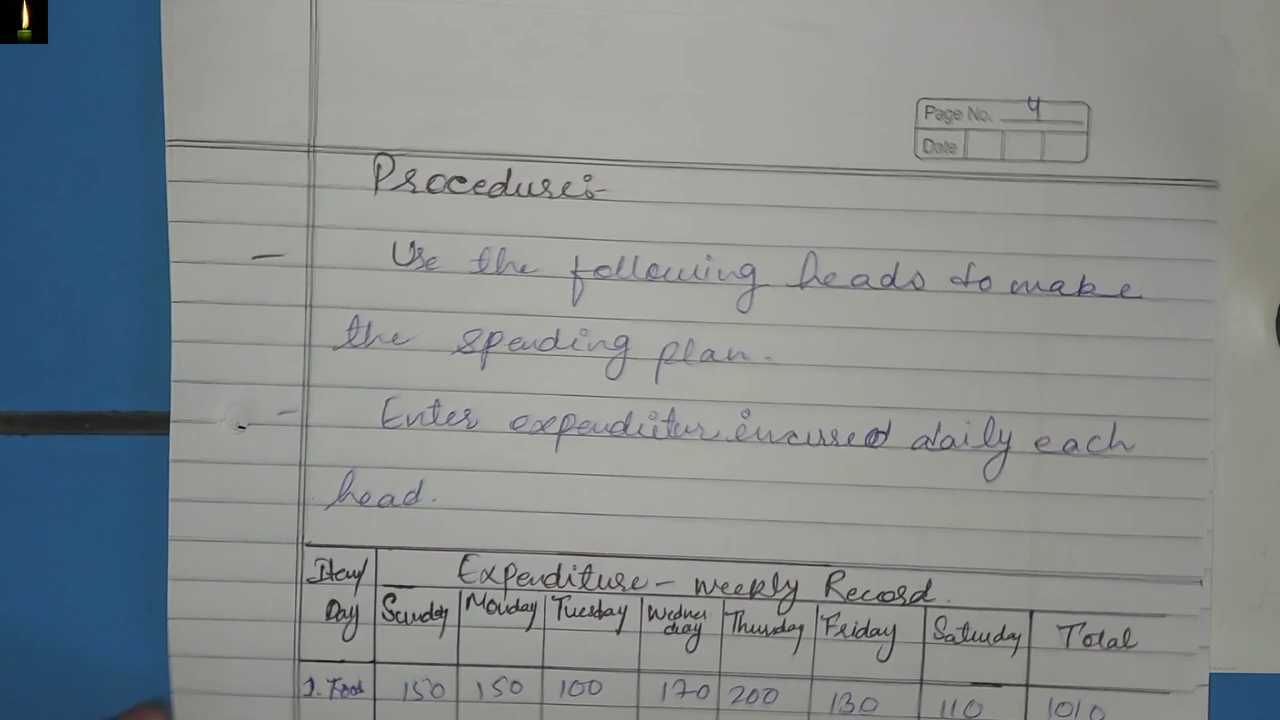 Page No. 4
Date
Procedure:-
- Use the following heads to make
the spending plan.
- Enter expenditur incurred daily each
head.
Item/ Expenditure - weekly Record.
Day Sunday Monday Tuesday Wednesday Thursday Friday Saturday Total
1. Food 150 150 100 170 200 130 110 1010